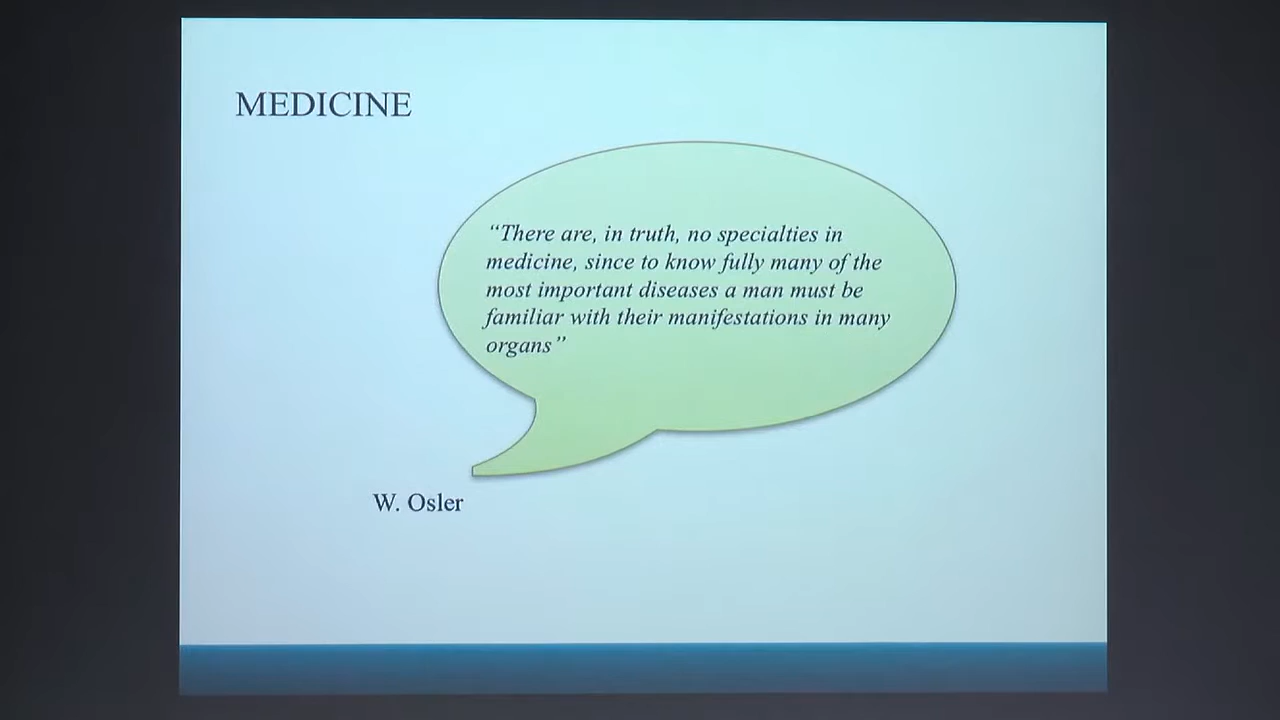 MEDICINE
“There are, in truth, no specialties in
medicine, since to know fully many of the
most important diseases a man must be
familiar with their manifestations in many
organs”
W. Osler